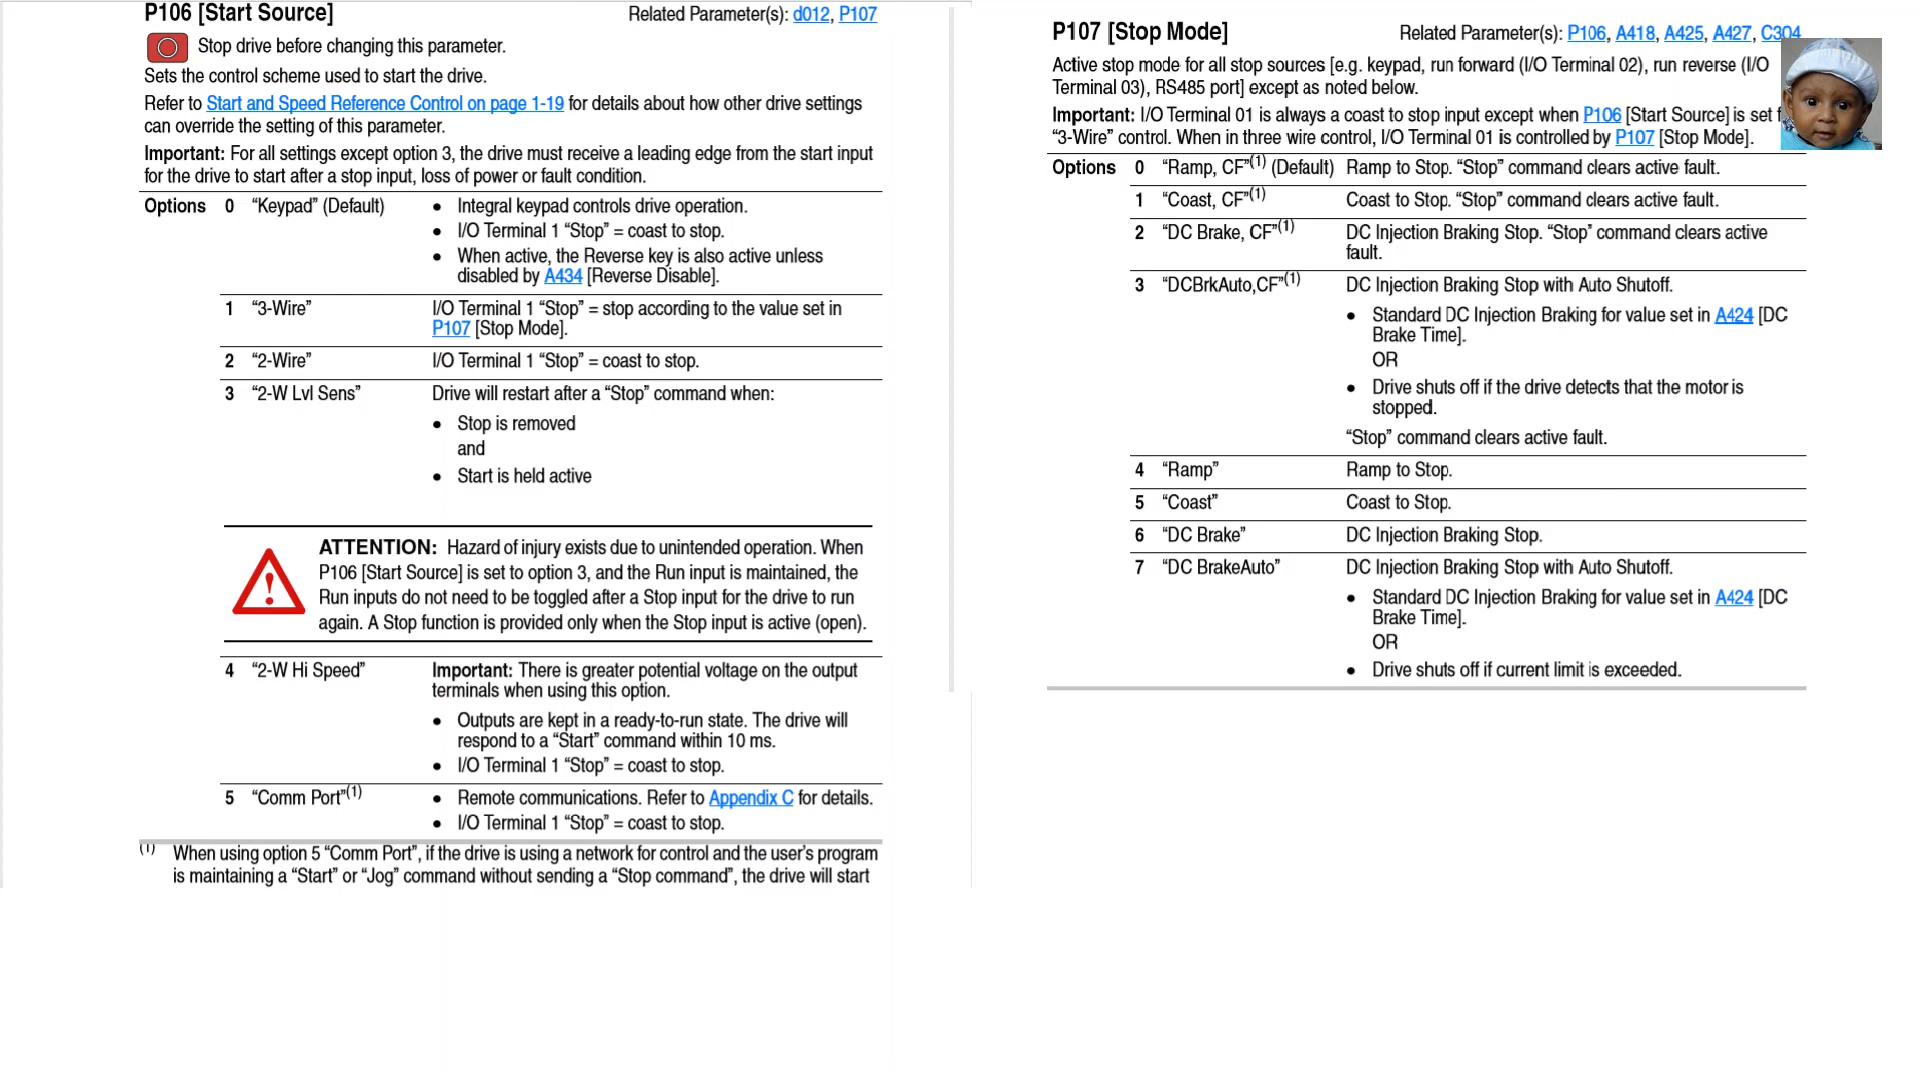 P106 [Start Source]
Related Parameter(s): d012, P107
Stop drive before changing this parameter.
Sets the control scheme used to start the drive.
Refer to Start and Speed Reference Control on page 1-19 for details about how other drive settings
can override the setting of this parameter.
Important: For all settings except option 3, the drive must receive a leading edge from the start input
for the drive to start after a stop input, loss of power or fault condition.
Options 0 “Keypad” (Default)
• Integral keypad controls drive operation.
• I/O Terminal 1 “Stop” = coast to stop.
• When active, the Reverse key is also active unless
disabled by A434 [Reverse Disable].
1 “3-Wire” I/O Terminal 1 “Stop” = stop according to the value set in
P107 [Stop Mode].
2 “2-Wire” I/O Terminal 1 “Stop” = coast to stop.
3 “2-W Lvl Sens” Drive will restart after a “Stop” command when:
• Stop is removed
and
• Start is held active
ATTENTION: Hazard of injury exists due to unintended operation. When
P106 [Start Source] is set to option 3, and the Run input is maintained, the
Run inputs do not need to be toggled after a Stop input for the drive to run
again. A Stop function is provided only when the Stop input is active (open).
4 “2-W Hi Speed” Important: There is greater potential voltage on the output
terminals when using this option.
• Outputs are kept in a ready-to-run state. The drive will
respond to a “Start” command within 10 ms.
• I/O Terminal 1 “Stop” = coast to stop.
5 “Comm Port”(1)
• Remote communications. Refer to Appendix C for details.
• I/O Terminal 1 “Stop” = coast to stop.
(1) When using option 5 “Comm Port”, if the drive is using a network for control and the user’s program
is maintaining a “Start” or “Jog” command without sending a “Stop command”, the drive will start
P107 [Stop Mode]
Related Parameter(s): P106, A418, A425, A427, C304
Active stop mode for all stop sources [e.g. keypad, run forward (I/O Terminal 02), run reverse (I/O
Terminal 03), RS485 port] except as noted below.
Important: I/O Terminal 01 is always a coast to stop input except when P106 [Start Source] is set
“3-Wire” control. When in three wire control, I/O Terminal 01 is controlled by P107 [Stop Mode].
Options 0 “Ramp, CF”(1) (Default) Ramp to Stop. “Stop” command clears active fault.
1 “Coast, CF”(1) Coast to Stop. “Stop” command clears active fault.
2 “DC Brake, CF”(1) DC Injection Braking Stop. “Stop” command clears active
fault.
3 “DCBrkAuto,CF”(1) DC Injection Braking Stop with Auto Shutoff.
• Standard DC Injection Braking for value set in A424 [DC
Brake Time].
OR
• Drive shuts off if the drive detects that the motor is
stopped.
“Stop” command clears active fault.
4 “Ramp” Ramp to Stop.
5 “Coast” Coast to Stop.
6 “DC Brake” DC Injection Braking Stop.
7 “DC BrakeAuto” DC Injection Braking Stop with Auto Shutoff.
• Standard DC Injection Braking for value set in A424 [DC
Brake Time].
OR
• Drive shuts off if current limit is exceeded.